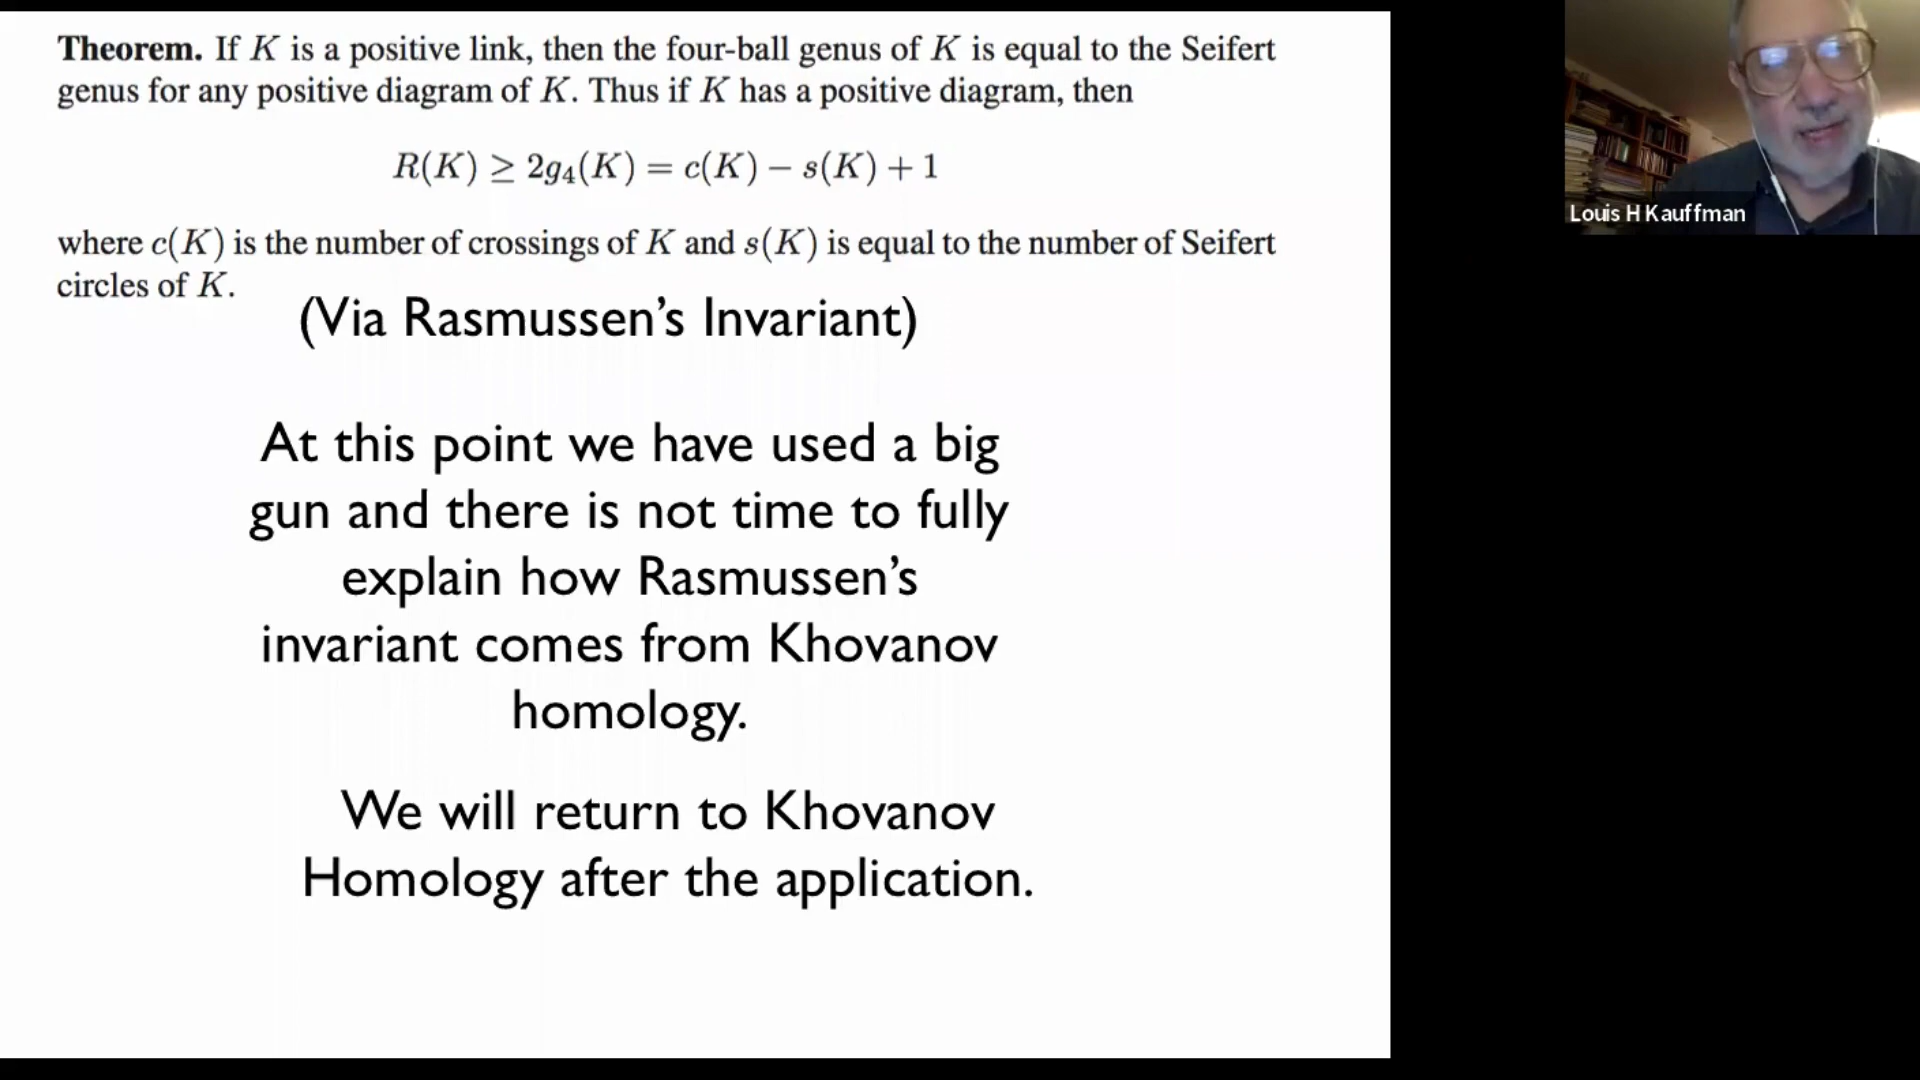 Theorem. If K is a positive link, then the four-ball genus of K is equal to the Seifert
genus for any positive diagram of K. Thus if K has a positive diagram, then
R(K) ≥ 2g₄(K) = c(K) − s(K) + 1
where c(K) is the number of crossings of K and s(K) is equal to the number of Seifert
circles of K.
(Via Rasmussen’s Invariant)
At this point we have used a big
gun and there is not time to fully
explain how Rasmussen’s
invariant comes from Khovanov
homology.
We will return to Khovanov
Homology after the application.
Louis H Kauffman